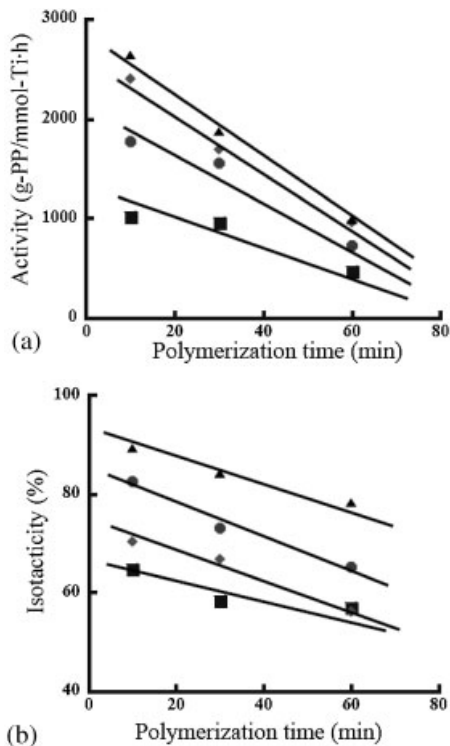 3000
2000
1000
0
0 20 40 60 80
Activity (g-PP/mmol-Ti·h)
Polymerization time (min)
(a)
100
80
60
40
0 20 40 60 80
Isotacticity (%)
Polymerization time (min)
(b)